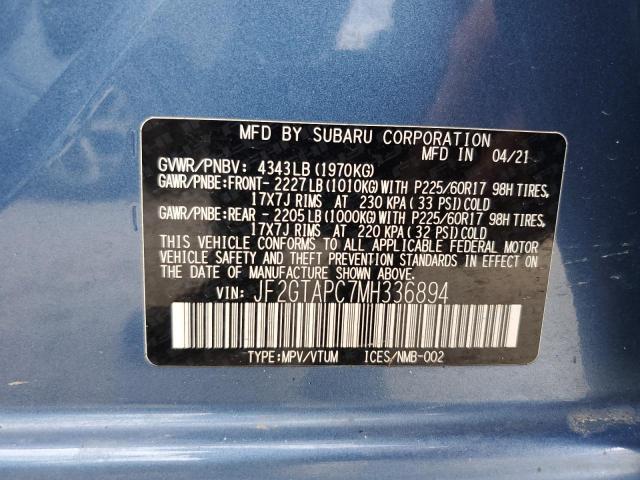 MFD BY SUBARU CORPORATION
MFD IN 04/21
GVWR/PNBV: 4343LB (1970KG)
GAWR/PNBE:FRONT- 2227LB (1010KG) WITH P225/60R17 98H TIRES,
17X7J RIMS AT 230 KPA (33 PSI) COLD
GAWR/PNBE:REAR - 2205LB (1000KG) WITH P225/60R17 98H TIRES,
17X7J RIMS AT 220 KPA (32 PSI) COLD
THIS VEHICLE CONFORMS TO ALL APPLICABLE FEDERAL MOTOR
VEHICLE SAFETY AND THEFT PREVENTION STANDARDS IN EFFECT ON
THE DATE OF MANUFACTURE SHOWN ABOVE.
VIN: JF2GTAPC7MH336894
TYPE:MPV/VTUM ICES/NMB-002